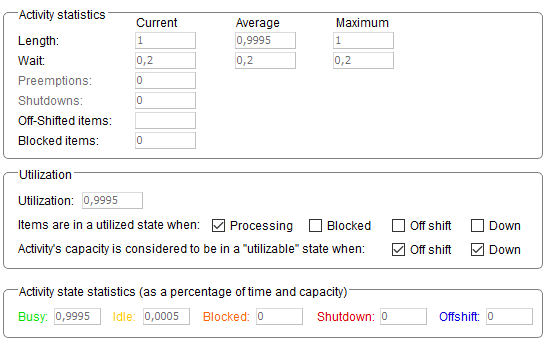 Activity statistics
Current Average Maximum
Length: 1 0,9995 1
Wait: 0,2 0,2 0,2
Preemptions: 0
Shutdowns: 0
Off-Shifted items:
Blocked items: 0
Utilization
Utilization: 0,9995
Items are in a utilized state when: Processing Blocked Off shift Down
Activity's capacity is considered to be in a "utilizable" state when: Off shift Down
Activity state statistics (as a percentage of time and capacity)
Busy: 0,9995 Idle: 0,0005 Blocked: 0 Shutdown: 0 Offshift: 0